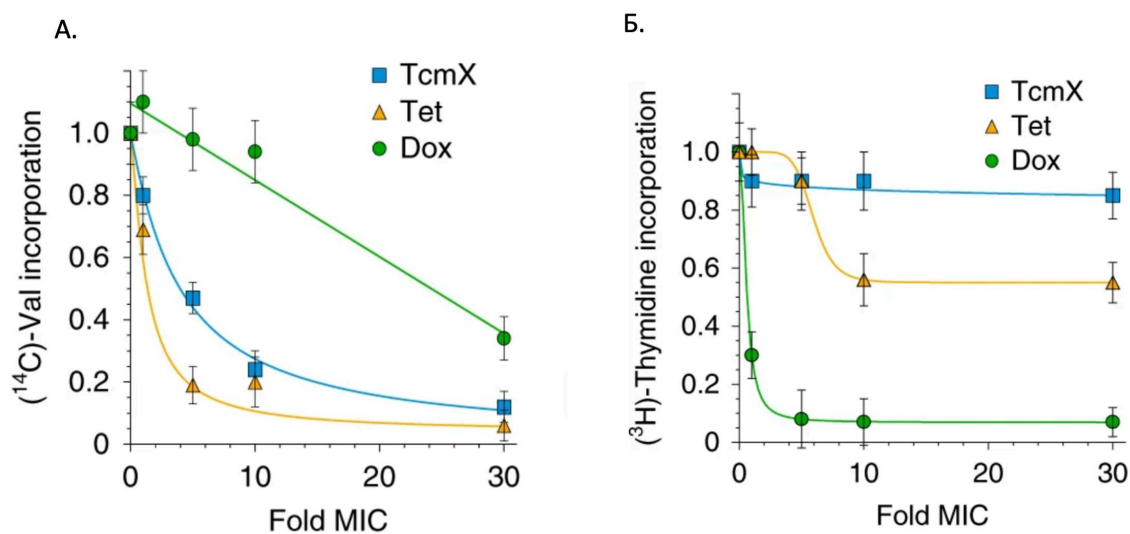 А.
TcmX
Tet
Dox
(¹⁴C)-Val incorporation
1.0
0.8
0.6
0.4
0.2
0
0
10
20
30
Fold MIC
Б.
TcmX
Tet
Dox
(³H)-Thymidine incorporation
1.0
0.8
0.6
0.4
0.2
0
0
10
20
30
Fold MIC